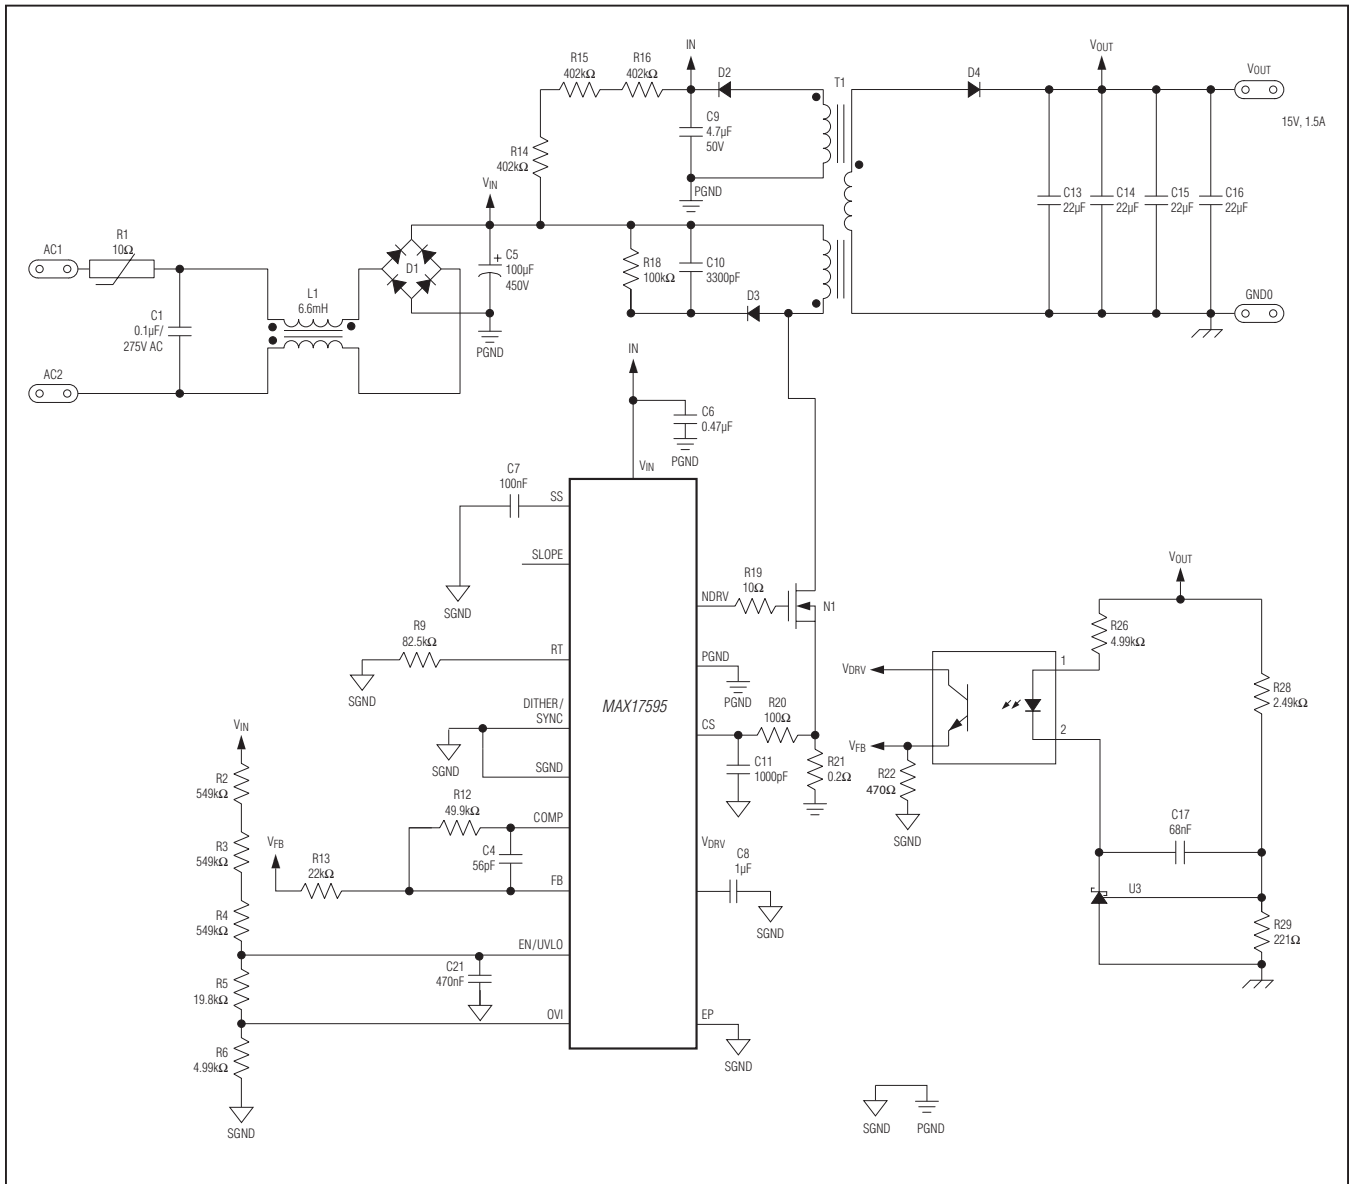 IN
VOUT
R15
402kΩ
R16
402kΩ
D2
T1
D4
VOUT
15V, 1.5A
C9
4.7µF
50V
R14
402kΩ
PGND
VIN
C13
22µF
C14
22µF
C15
22µF
C16
22µF
AC1
R1
10Ω
D1
C5
100µF
450V
+
R18
100kΩ
C10
3300pF
D3
GND0
C1
0.1µF/
275V AC
L1
6.6mH
PGND
AC2
IN
C6
0.47µF
PGND
VIN
C7
100nF
SS
SLOPE
SGND
NDRV
R19
10Ω
N1
R9
82.5kΩ
RT
SGND
PGND
PGND
MAX17595
DITHER/
SYNC
SGND
SGND
CS
R20
100Ω
C11
1000pF
R21
0.2Ω
VOUT
R26
4.99kΩ
1
2
VDRV
VFB
R22
470Ω
SGND
R28
2.49kΩ
C17
68nF
U3
R29
221Ω
VIN
R2
549kΩ
R3
549kΩ
R4
549kΩ
R5
19.8kΩ
R6
4.99kΩ
SGND
R12
49.9kΩ
COMP
C4
56pF
VFB
R13
22kΩ
FB
VDRV
C8
1µF
SGND
EN/UVLO
C21
470nF
OVI
EP
SGND
SGND
PGND